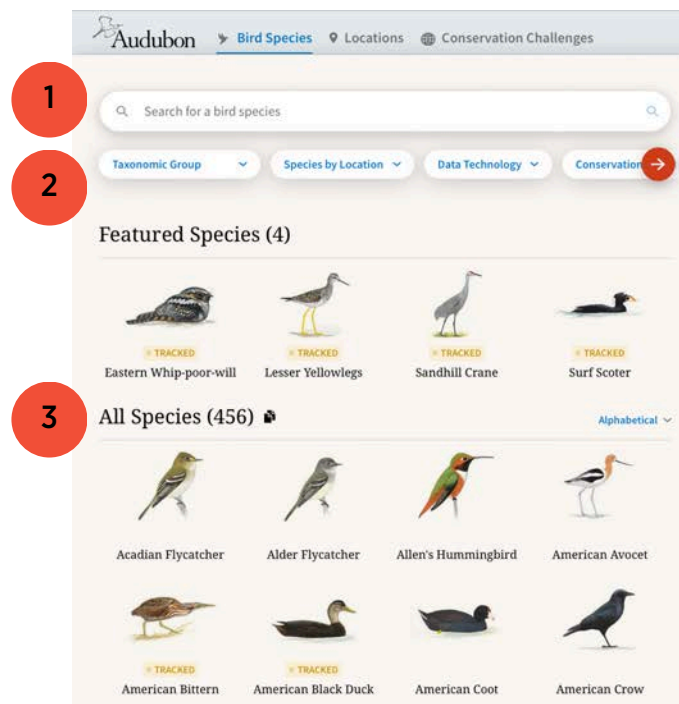 Audubon Bird Species Locations Conservation Challenges
1
Search for a bird species
2
Taxonomic Group Species by Location Data Technology Conservation
Featured Species (4)
TRACKED TRACKED TRACKED TRACKED
Eastern Whip-poor-will Lesser Yellowlegs Sandhill Crane Surf Scoter
3
All Species (456) Alphabetical
Acadian Flycatcher Alder Flycatcher Allen's Hummingbird American Avocet
TRACKED TRACKED
American Bittern American Black Duck American Coot American Crow